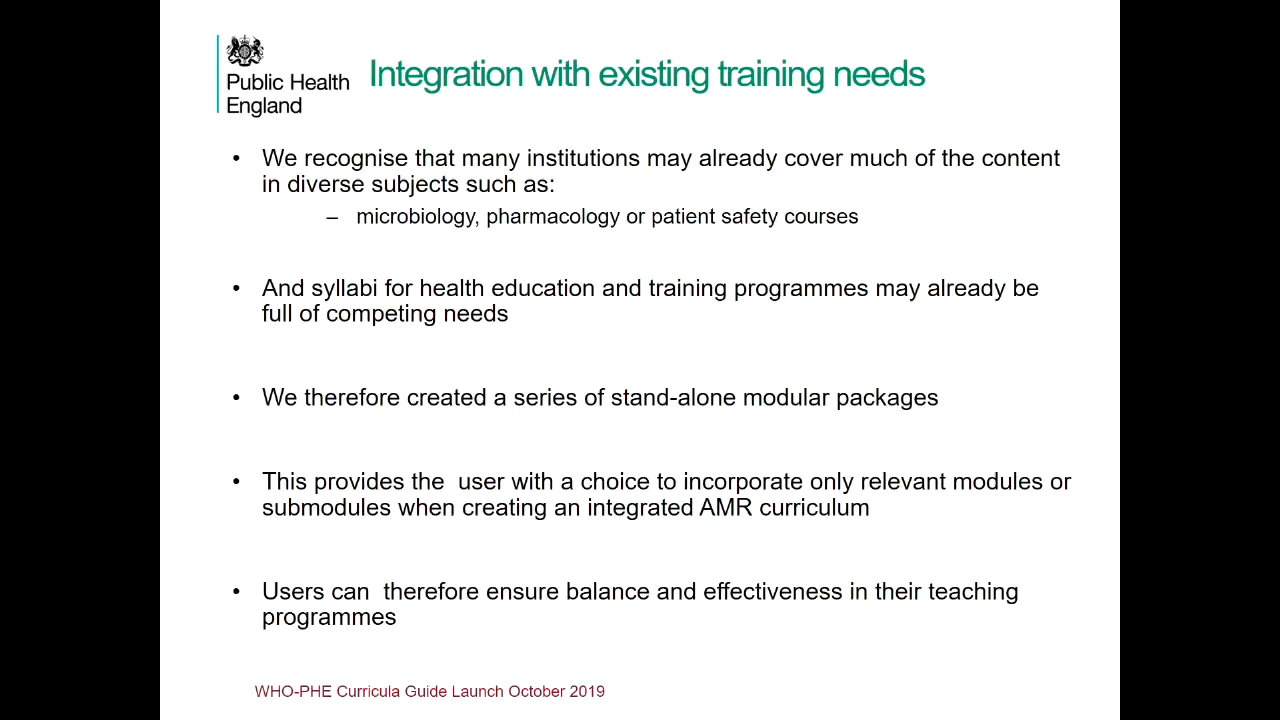 Public Health
England
Integration with existing training needs
• We recognise that many institutions may already cover much of the content
in diverse subjects such as:
– microbiology, pharmacology or patient safety courses
• And syllabi for health education and training programmes may already be
full of competing needs
• We therefore created a series of stand-alone modular packages
• This provides the  user with a choice to incorporate only relevant modules or
submodules when creating an integrated AMR curriculum
• Users can  therefore ensure balance and effectiveness in their teaching
programmes
WHO-PHE Curricula Guide Launch October 2019